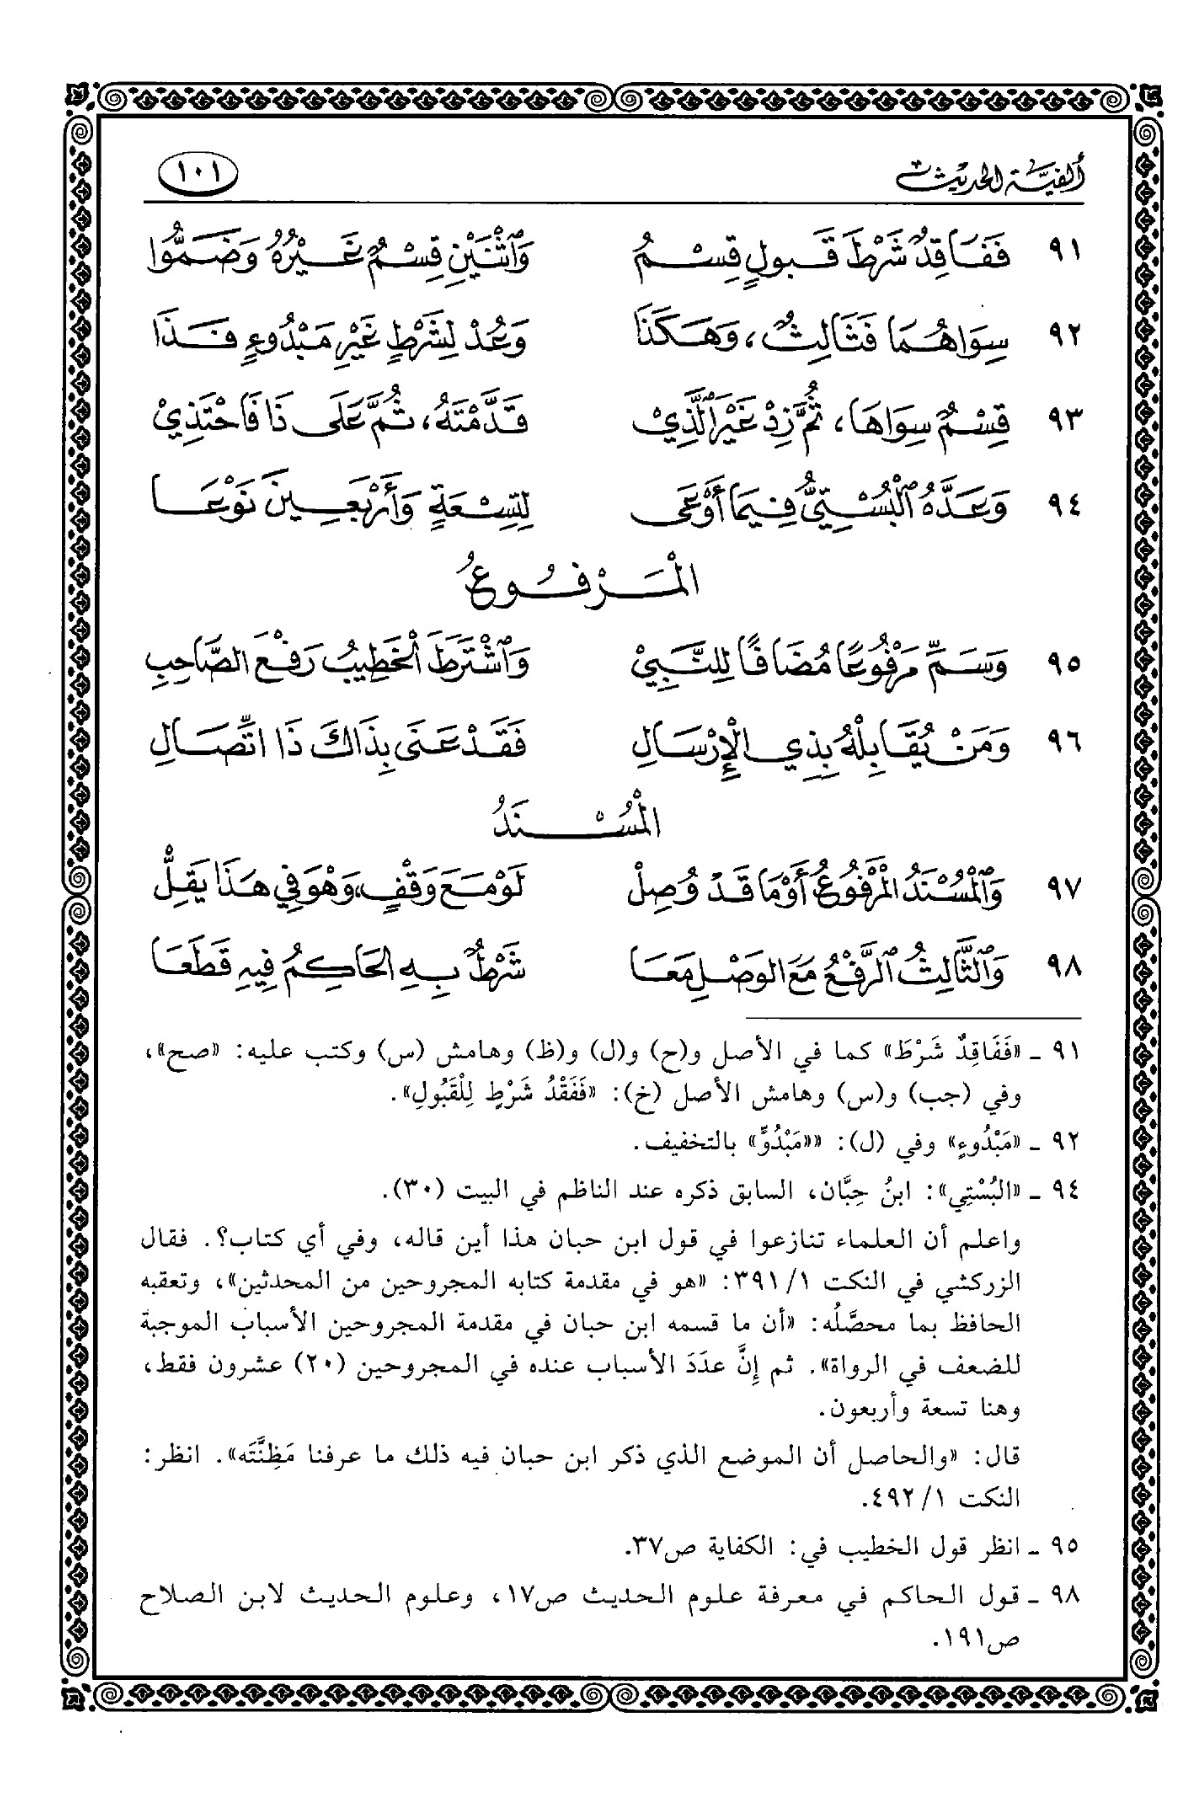 ألفية الحديث ١٠١
٩١ فَفَاقِدٌ شَرْطَ قَبُولٍ قِسْمُ وَٱثْنَيْنِ قِسْمٌ غَيْرُهُ وَضَمُّوا
٩٢ سِوَاهُمَا فَثَالِثٌ، وَهَكَذَا وَعُدْ لِشَرْطٍ غَيْرِ مَبْدُوءٍ فَذَا
٩٣ قِسْمٌ سِوَاهَا، ثُمَّ زِدْ غَيْرَ ٱلَّذِيْ قَدَّمْتَهُ، ثُمَّ عَلَى ذَا فَاحْتَذِيْ
٩٤ وَعَدَّهُ ٱلْبُسْتِيُّ فِيمَا أَوْعَى لِتِسْعَةٍ وَأَرْبَعِينَ نَوْعَا
الْمَرْفُوعُ
٩٥ وَسَمِّ مَرْفُوعًا مُضَافًا لِلنَّبِيْ وَٱشْتَرَطَ ٱلْخَطِيبُ رَفْعَ الصَّاحِبِ
٩٦ وَمَنْ يُقَابِلْهُ بِذِي الْإِرْسَالِ فَقَدْ عَنَى بِذَاكَ ذَا اتِّصَالِ
الْمُسْنَدُ
٩٧ وَٱلْمُسْنَدُ الْمَرْفُوعُ أَوْ مَا قَدْ وُصِلْ لَوْ مَعَ وَقْفٍ، وَهْوَ فِي هَذَا يَقِلُّ
٩٨ وَٱلثَّالِثُ ٱلرَّفْعُ مَعَ الوَصْلِ مَعَا شَرْطٌ بِهِ الحَاكِمُ فِيهِ قَطَعَا
٩١ ـ «فَفَاقِدٌ شَرْطَ» كما في الأصل و(ح) و(ل) و(ظ) وهامش (س) وكتب عليه: «صح»،
وفي (جب) و(س) وهامش الأصل (خ): «فَفَقْدُ شَرْطٍ لِلْقَبُولِ».
٩٢ ـ «مَبْدُوءٍ» وفي (ل): ««مَبْدُوٍّ» بالتخفيف.
٩٤ ـ «البُسْتِي»: ابنُ حِبَّان، السابق ذكره عند الناظم في البيت (٣٠).
واعلم أن العلماء تنازعوا في قول ابن حبان هذا أين قاله، وفي أي كتاب؟. فقال
الزركشي في النكت ٣٩١/١: «هو في مقدمة كتابه المجروحين من المحدثين»، وتعقبه
الحافظ بما محصَّلُه: «أن ما قسمه ابن حبان في مقدمة المجروحين الأسباب الموجبة
للضعف في الرواة». ثم إنَّ عدَدَ الأسباب عنده في المجروحين (٢٠) عشرون فقط،
وهنا تسعة وأربعون.
قال: «والحاصل أن الموضع الذي ذكر ابن حبان فيه ذلك ما عرفنا مَظِنَّتَه». انظر:
النكت ٤٩٢/١.
٩٥ ـ انظر قول الخطيب في: الكفاية ص٣٧.
٩٨ ـ قول الحاكم في معرفة علوم الحديث ص١٧، وعلوم الحديث لابن الصلاح
ص١٩١.